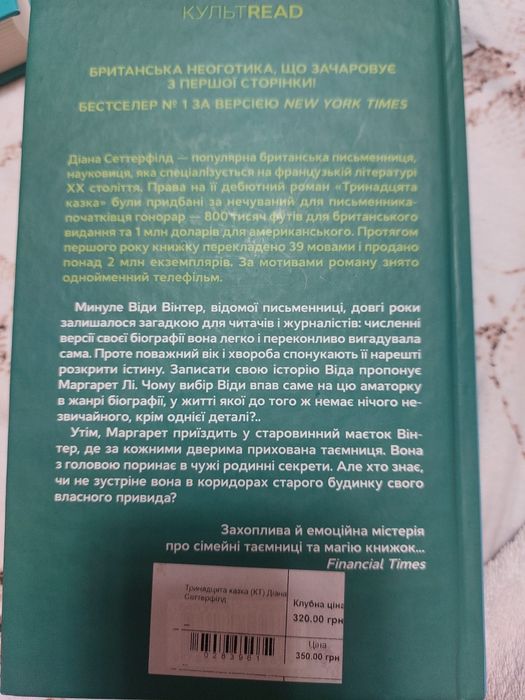 КУЛЬТREAD
БРИТАНСЬКА НЕОГОТИКА, ЩО ЗАЧАРОВУЄ
З ПЕРШОЇ СТОРІНКИ!
БЕСТСЕЛЕР № 1 ЗА ВЕРСІЄЮ NEW YORK TIMES
Діана Сеттерфілд — популярна британська письменниця,
науковиця, яка спеціалізується на французькій літературі
ХХ століття. Права на її дебютний роман «Тринадцята
казка» були придбані за нечуваний для письменника-
початківця гонорар — 800 тисяч футів для британського
видання та 1 млн доларів для американського. Протягом
першого року книжку перекладено 39 мовами і продано
понад 2 млн екземплярів. За мотивами роману знято
однойменний телефільм.
Минуле Віди Вінтер, відомої письменниці, довгі роки
залишалося загадкою для читачів і журналістів: численні
версії своєї біографії вона легко і переконливо вигадувала
сама. Проте поважний вік і хвороба спонукають її нарешті
розкрити істину. Записати свою історію Віда пропонує
Маргарет Лі. Чому вибір Віди впав саме на цю аматорку
в жанрі біографії, у житті якої до того ж немає нічого не-
звичайного, крім однієї деталі?..
Утім, Маргарет приїздить у старовинний маєток Він-
тер, де за кожними дверима прихована таємниця. Вона
з головою поринає в чужі родинні секрети. Але хто знає,
чи не зустріне вона в коридорах старого будинку свого
власного привида?
Захоплива й емоційна містерія
про сімейні таємниці та магію книжок...
Financial Times
Тринадцята казка (КТ) Діана
Сеттерфілд
Клубна ціна
320.00 грн
Ціна
350.00 грн
0283961